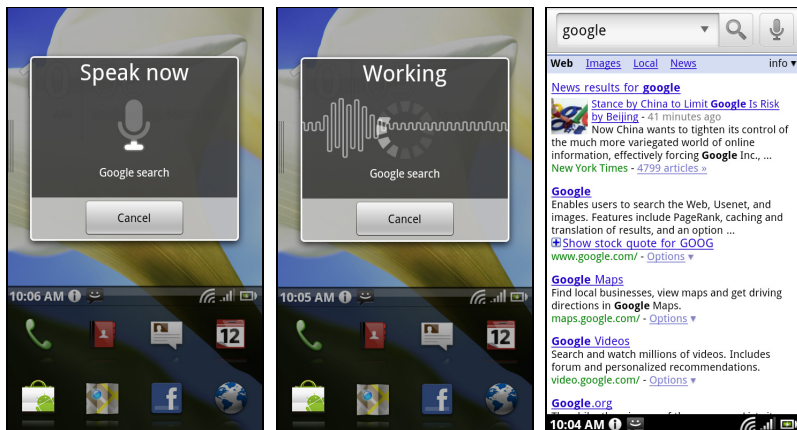 Speak now
Google search
Cancel
10:06 AM
12
Working
Google search
Cancel
10:05 AM
12
google
Web Images Local News info ▼
News results for google
Stance by China to Limit Google Is Risk
by Beijing - 41 minutes ago
Now China wants to tighten its control of
the much more variegated world of online
information, effectively forcing Google Inc., ...
New York Times - 4799 articles »
Google
Enables users to search the Web, Usenet, and
images. Features include PageRank, caching and
translation of results, and an option ...
Show stock quote for GOOG
www.google.com/ - Options ▼
Google Maps
Find local businesses, view maps and get driving
directions in Google Maps.
maps.google.com/ - Options ▼
Google Videos
Search and watch millions of videos. Includes
forum and personalized recommendations.
video.google.com/ - Options ▼
Google.org
10:04 AM